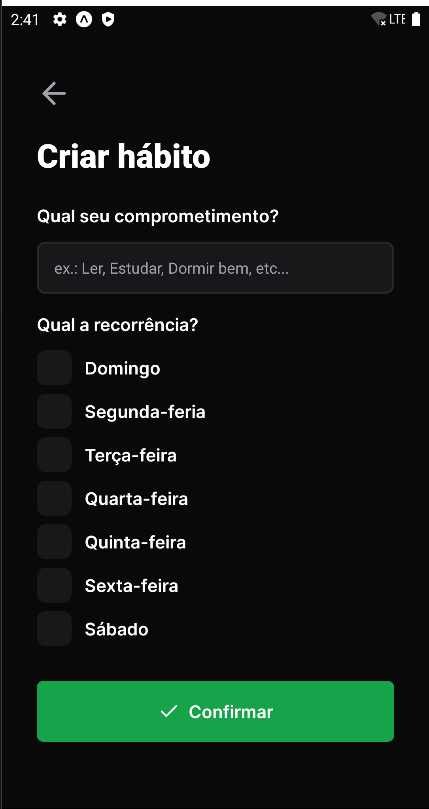 2:41 LTE
Criar hábito
Qual seu comprometimento?
ex.: Ler, Estudar, Dormir bem, etc...
Qual a recorrência?
Domingo
Segunda-feria
Terça-feira
Quarta-feira
Quinta-feira
Sexta-feira
Sábado
Confirmar